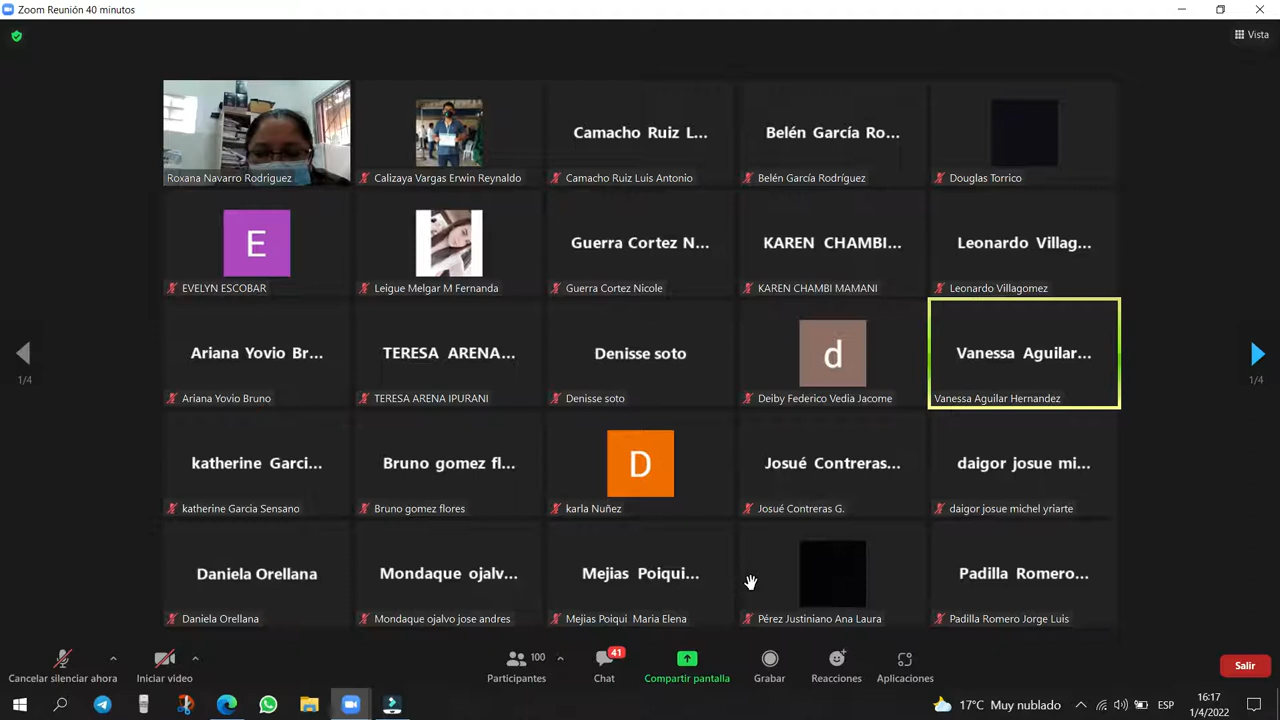 Zoom Reunión 40 minutos
Vista
Roxana Navarro Rodriguez
Calizaya Vargas Erwin Reynaldo
Camacho Ruiz L...
Camacho Ruiz Luis Antonio
Belén García Ro...
Belén García Rodríguez
Douglas Torrico
E
EVELYN ESCOBAR
Leigue Melgar M Fernanda
Guerra Cortez N...
Guerra Cortez Nicole
KAREN CHAMBI...
KAREN CHAMBI MAMANI
Leonardo Villag...
Leonardo Villagomez
1/4
Ariana Yovio Br...
Ariana Yovio Bruno
TERESA ARENA...
TERESA ARENA IPURANI
Denisse soto
Denisse soto
d
Deiby Federico Vedia Jacome
Vanessa Aguilar...
Vanessa Aguilar Hernandez
1/4
katherine Garci...
katherine Garcia Sensano
Bruno gomez fl...
Bruno gomez flores
D
karla Nuñez
Josué Contreras...
Josué Contreras G.
daigor josue mi...
daigor josue michel yriarte
Daniela Orellana
Daniela Orellana
Mondaque ojalv...
Mondaque ojalvo jose andres
Mejias Poiqui...
Mejias Poiqui Maria Elena
Pérez Justiniano Ana Laura
Padilla Romero...
Padilla Romero Jorge Luis
Cancelar silenciar ahora
Iniciar video
100
Participantes
41
Chat
Compartir pantalla
Grabar
Reacciones
Aplicaciones
Salir
17°C Muy nublado
ESP
16:17
1/4/2022